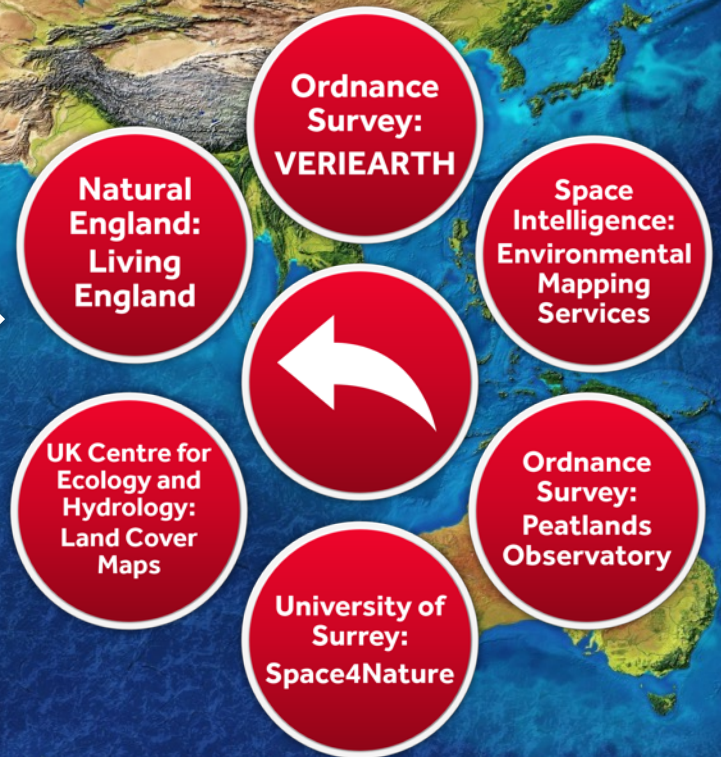 Ordnance
Survey:
VERIEARTH
Natural
England:
Living
England
Space
Intelligence:
Environmental
Mapping
Services
UK Centre for
Ecology and
Hydrology:
Land Cover
Maps
Ordnance
Survey:
Peatlands
Observatory
University of
Surrey:
Space4Nature